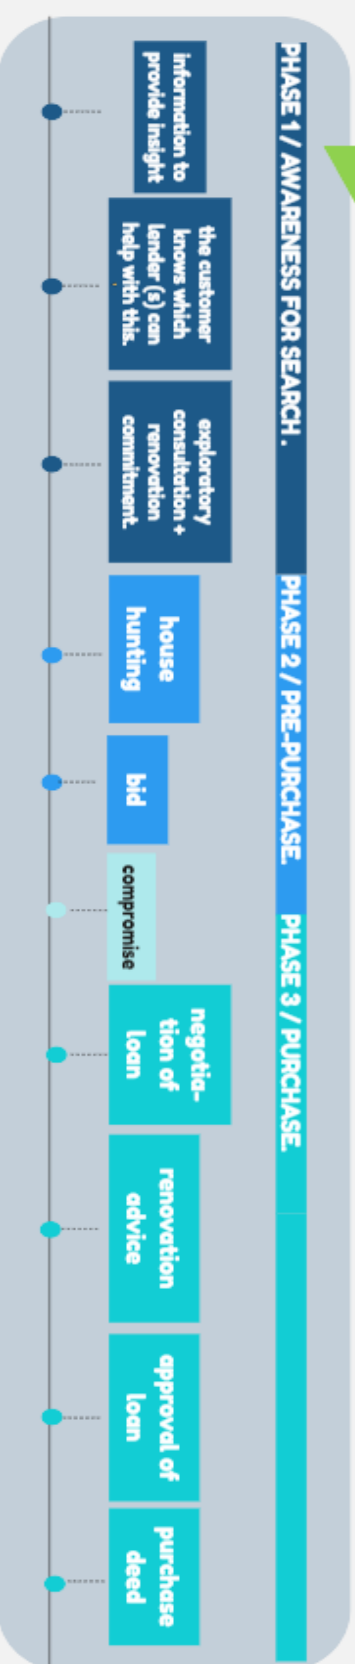 PHASE 1 / AWARENESS FOR SEARCH .
PHASE 2 / PRE-PURCHASE.
PHASE 3 / PURCHASE.
information to
provide insight
the customer
knows which
lender (s) can
help with this.
exploratory
consultation +
renovation
commitment.
house
hunting
bid
compromise
negotia-
tion of
loan
renovation
advice
approval of
loan
purchase
deed